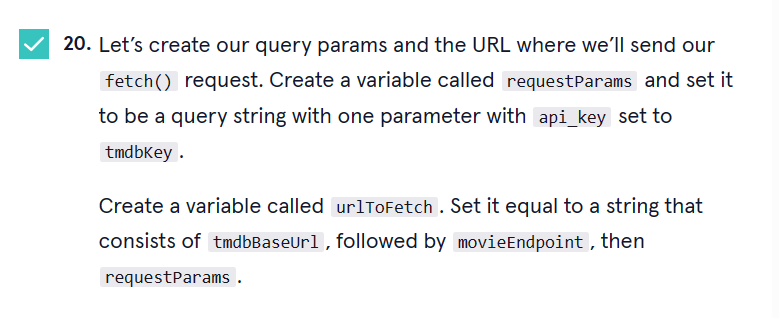 20. Let’s create our query params and the URL where we’ll send our
fetch() request. Create a variable called requestParams and set it
to be a query string with one parameter with api_key set to
tmdbKey.
Create a variable called urlToFetch. Set it equal to a string that
consists of tmdbBaseUrl, followed by movieEndpoint, then
requestParams.